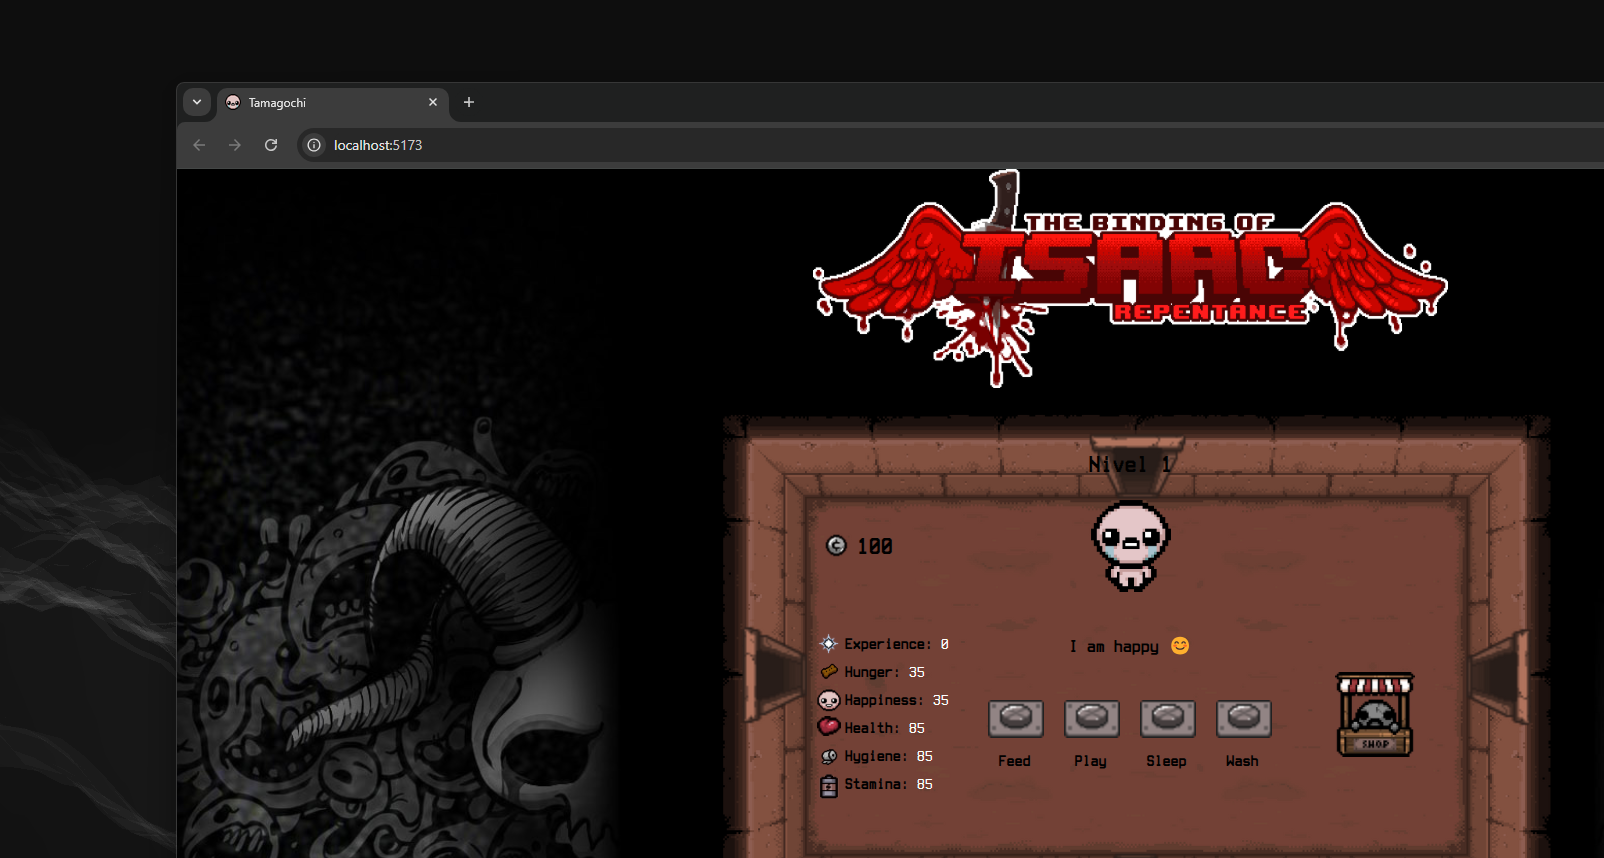 Tamagochi
localhost:5173
THE BINDING OF
ISAAC
REPENTANCE
Nivel 1
100
Experience: 0
I am happy 😊
Hunger: 35
Happiness: 35
Health: 85
Hygiene: 85
Stamina: 85
Feed
Play
Sleep
Wash
SHOP